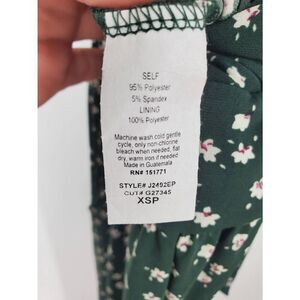 SELF
95% Polyester
5% Spandex
LINING
100% Polyester
Machine wash cold gentle
cycle, only non-chlorine
bleach when needed, flat
dry, warm iron if needed
Made in Guatemala
RN# 151771
STYLE# J2492EP
CUT# G27345
XSP